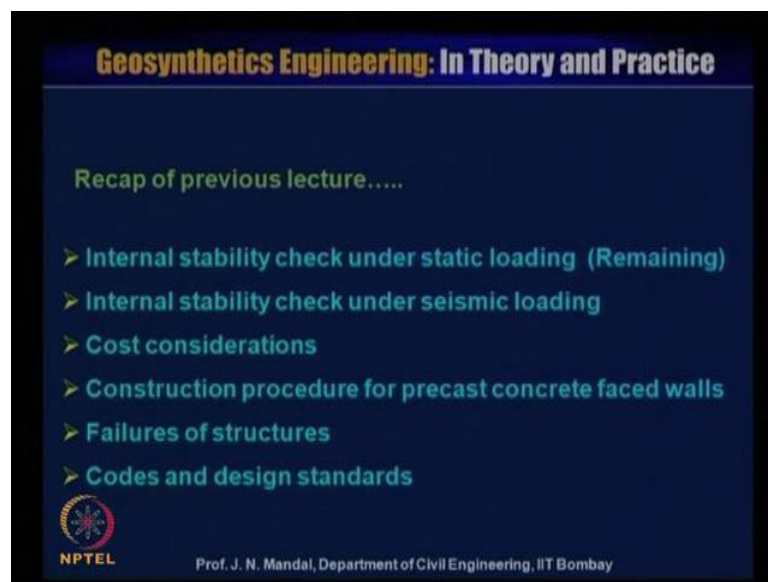 Geosynthetics Engineering: In Theory and Practice
Recap of previous lecture.....
➢ Internal stability check under static loading (Remaining)
➢ Internal stability check under seismic loading
➢ Cost considerations
➢ Construction procedure for precast concrete faced walls
➢ Failures of structures
➢ Codes and design standards
NPTEL
Prof. J. N. Mandal, Department of Civil Engineering, IIT Bombay